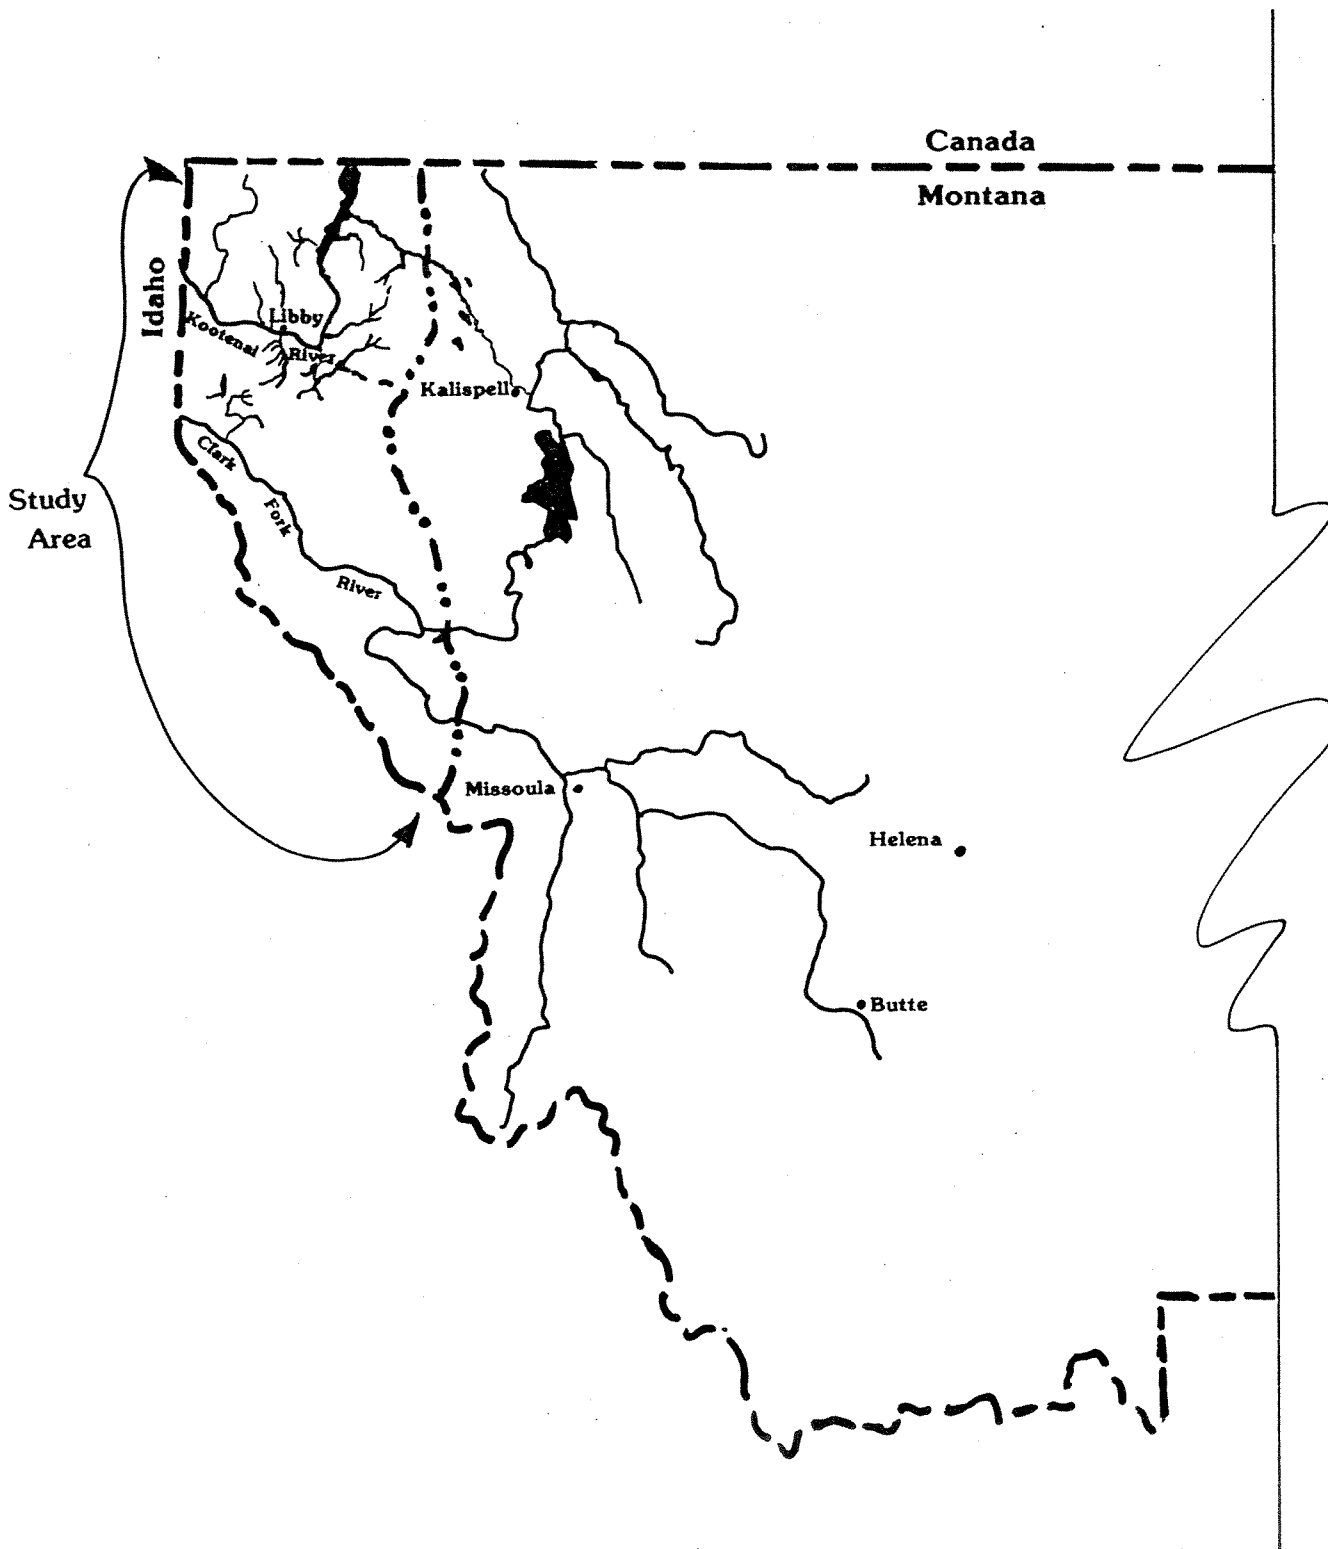 Canada
Montana
Idaho
Libby
Kootenai
River
Kalispell
Clark
Fork
River
Study
Area
Missoula
Helena
Butte